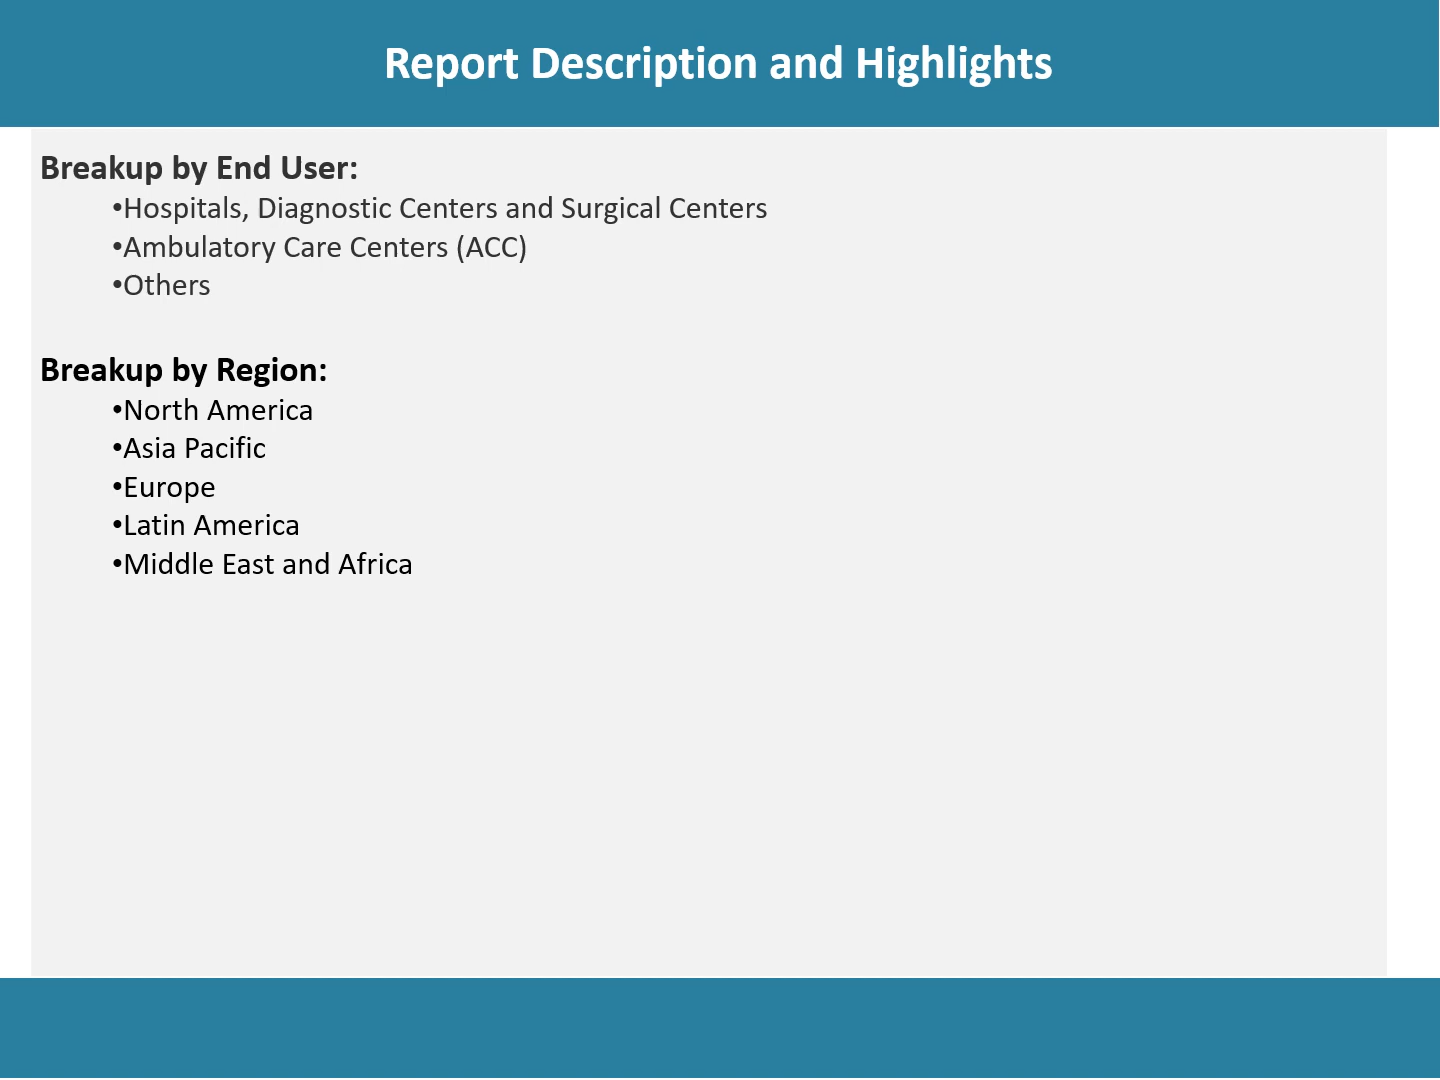 Report Description and Highlights
Breakup by End User:
•Hospitals, Diagnostic Centers and Surgical Centers
•Ambulatory Care Centers (ACC)
•Others
Breakup by Region:
•North America
•Asia Pacific
•Europe
•Latin America
•Middle East and Africa